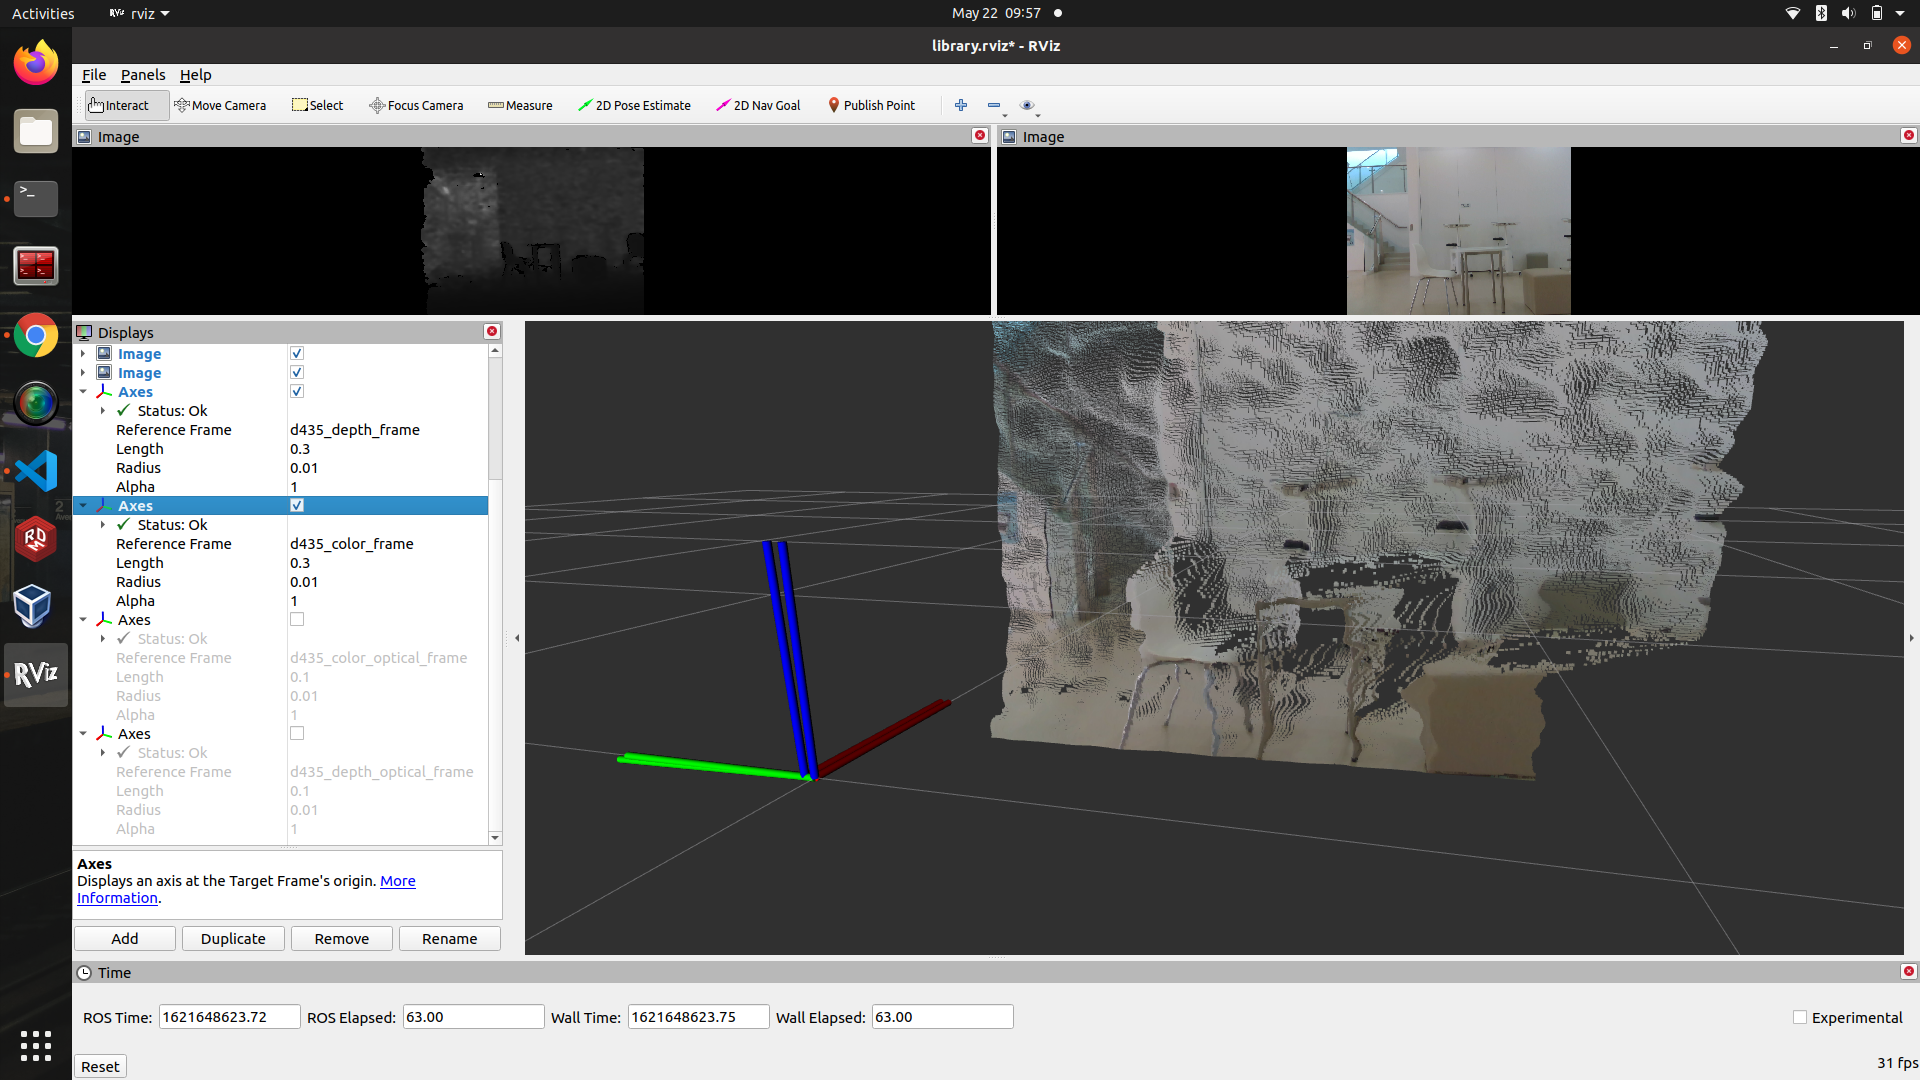 Activities
RViz rviz
May 22 09:57
library.rviz* - RViz
File Panels Help
Interact Move Camera Select Focus Camera Measure 2D Pose Estimate 2D Nav Goal Publish Point
Image
Image
Displays
Image
Image
Axes
Status: Ok
Reference Frame d435_depth_frame
Length 0.3
Radius 0.01
Alpha 1
Axes
Status: Ok
Reference Frame d435_color_frame
Length 0.3
Radius 0.01
Alpha 1
Axes
Status: Ok
Reference Frame d435_color_optical_frame
Length 0.1
Radius 0.01
Alpha 1
Axes
Status: Ok
Reference Frame d435_depth_optical_frame
Length 0.1
Radius 0.01
Alpha 1
RViz
Axes
Displays an axis at the Target Frame's origin. More
Information.
Add Duplicate Remove Rename
Time
ROS Time: 1621648623.72 ROS Elapsed: 63.00 Wall Time: 1621648623.75 Wall Elapsed: 63.00 Experimental
Reset 31 fps